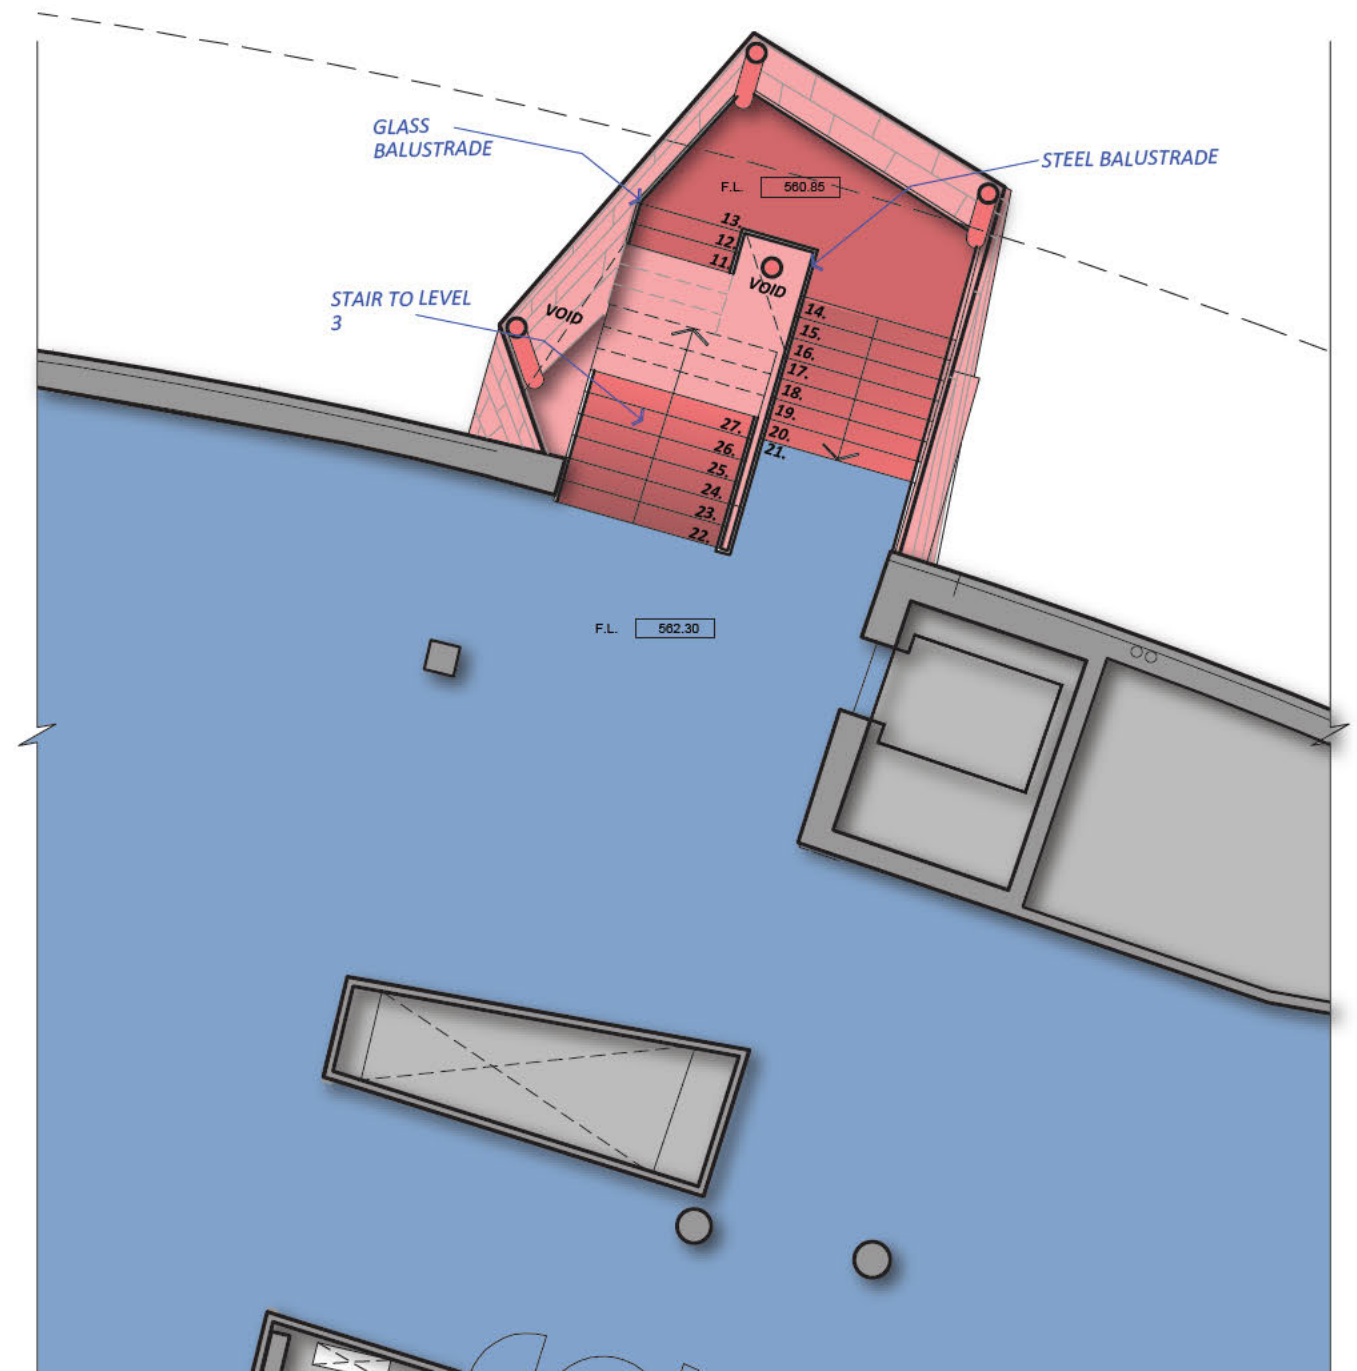 GLASS
BALUSTRADE
STEEL BALUSTRADE
F.L. 560.85
13.
12.
11.
VOID
STAIR TO LEVEL
3
VOID
14.
15.
16.
17.
18.
19.
20.
21.
27.
26.
25.
24.
23.
22.
F.L. 562.30